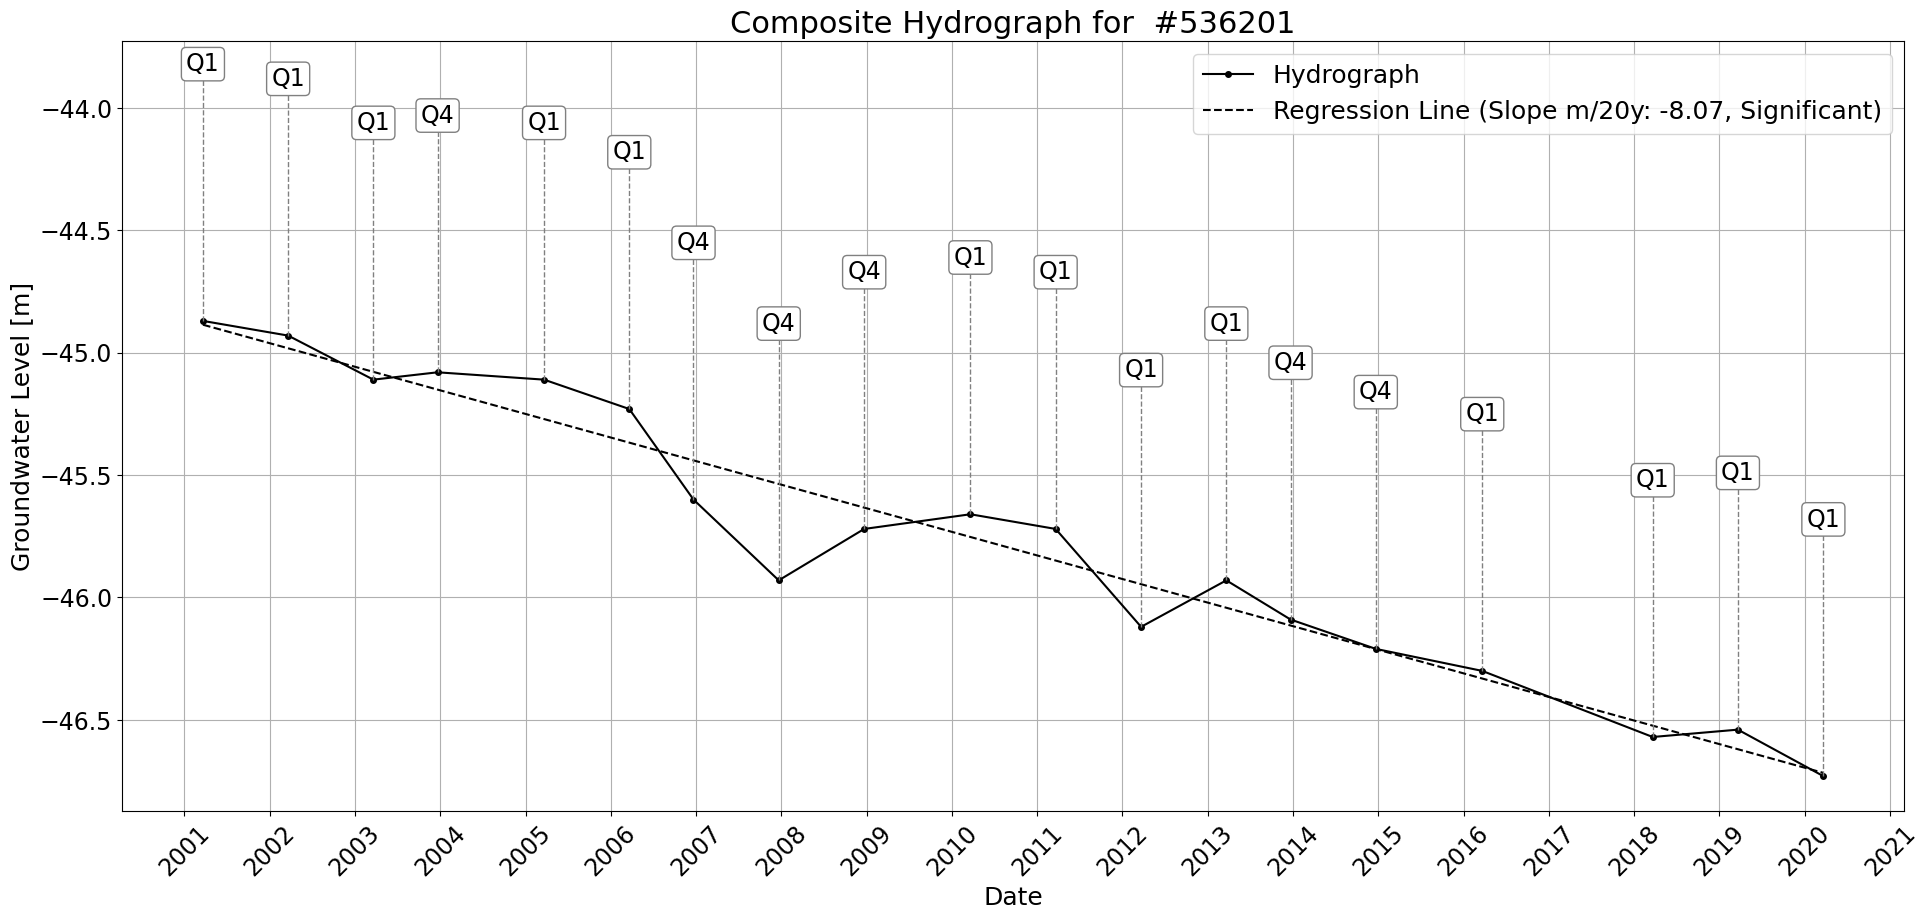 Composite Hydrograph for #536201
Hydrograph
Regression Line (Slope m/20y: -8.07, Significant)
Q1
Q1
Q1
Q4
Q1
Q1
Q4
Q4
Q4
Q1
Q1
Q1
Q1
Q4
Q4
Q1
Q1
Q1
Q1
Groundwater Level [m]
−44.0
−44.5
−45.0
−45.5
−46.0
−46.5
2001
2002
2003
2004
2005
2006
2007
2008
2009
2010
2011
2012
2013
2014
2015
2016
2017
2018
2019
2020
2021
Date